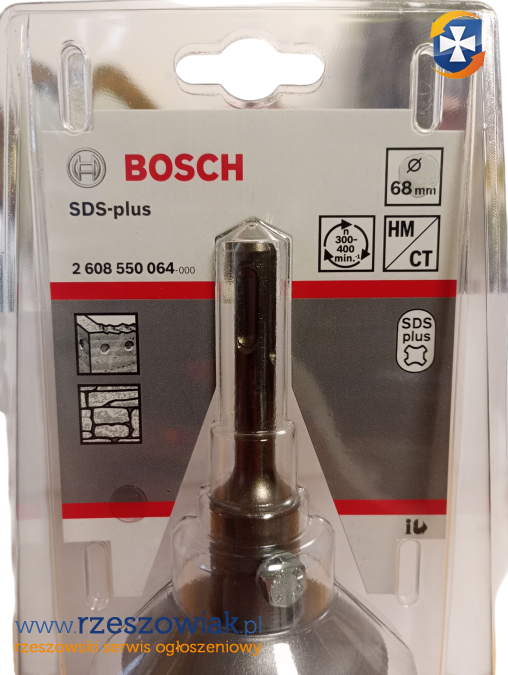 BOSCH
SDS-plus
2 608 550 064-000
Ø
68 mm
n
300-
400
min.-1
HM
CT
SDS
plus
www.rzeszowiak.pl
rzeszowski serwis ogłoszeniowy